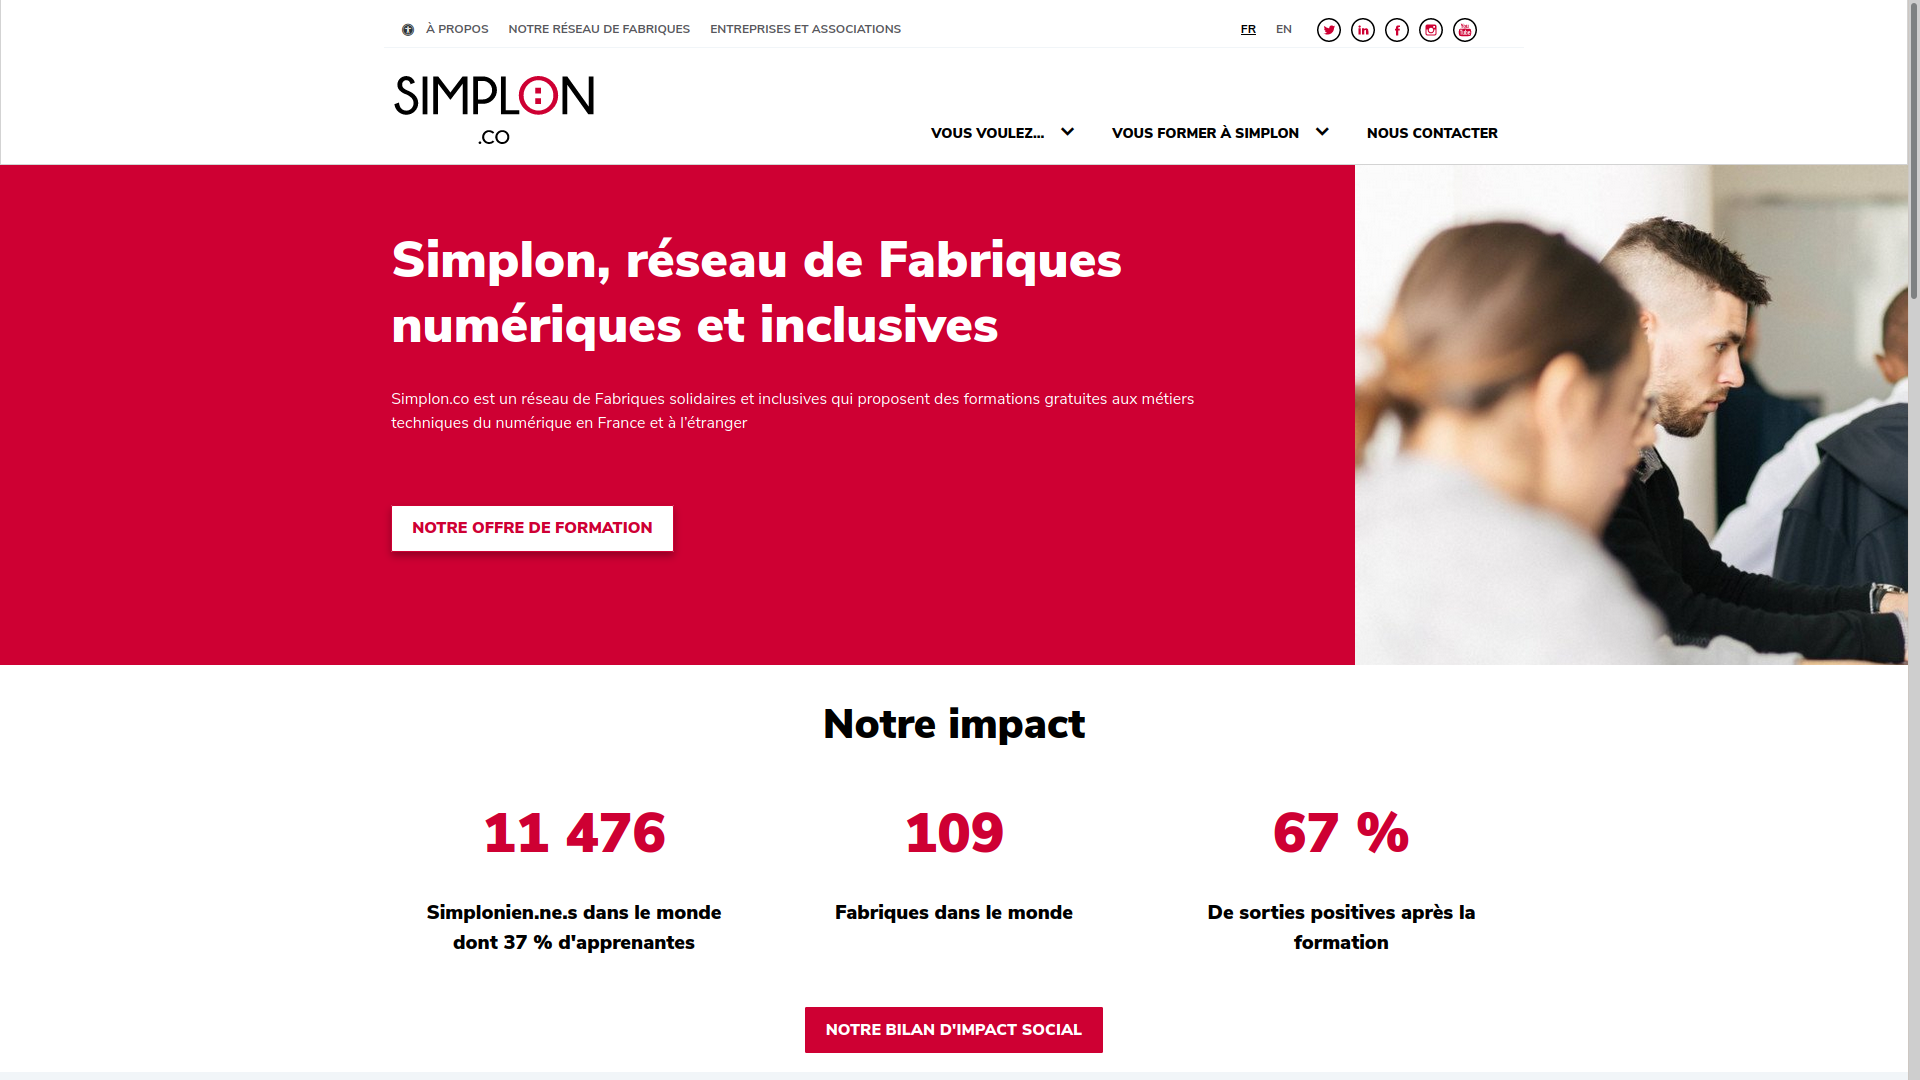 À PROPOS
NOTRE RÉSEAU DE FABRIQUES
ENTREPRISES ET ASSOCIATIONS
FR
EN
SIMPLON
.CO
VOUS VOULEZ...
VOUS FORMER À SIMPLON
NOUS CONTACTER
Simplon, réseau de Fabriques
numériques et inclusives
Simplon.co est un réseau de Fabriques solidaires et inclusives qui proposent des formations gratuites aux métiers
techniques du numérique en France et à l’étranger
NOTRE OFFRE DE FORMATION
Notre impact
11 476
Simplonien.ne.s dans le monde
dont 37 % d'apprenantes
109
Fabriques dans le monde
67 %
De sorties positives après la
formation
NOTRE BILAN D'IMPACT SOCIAL